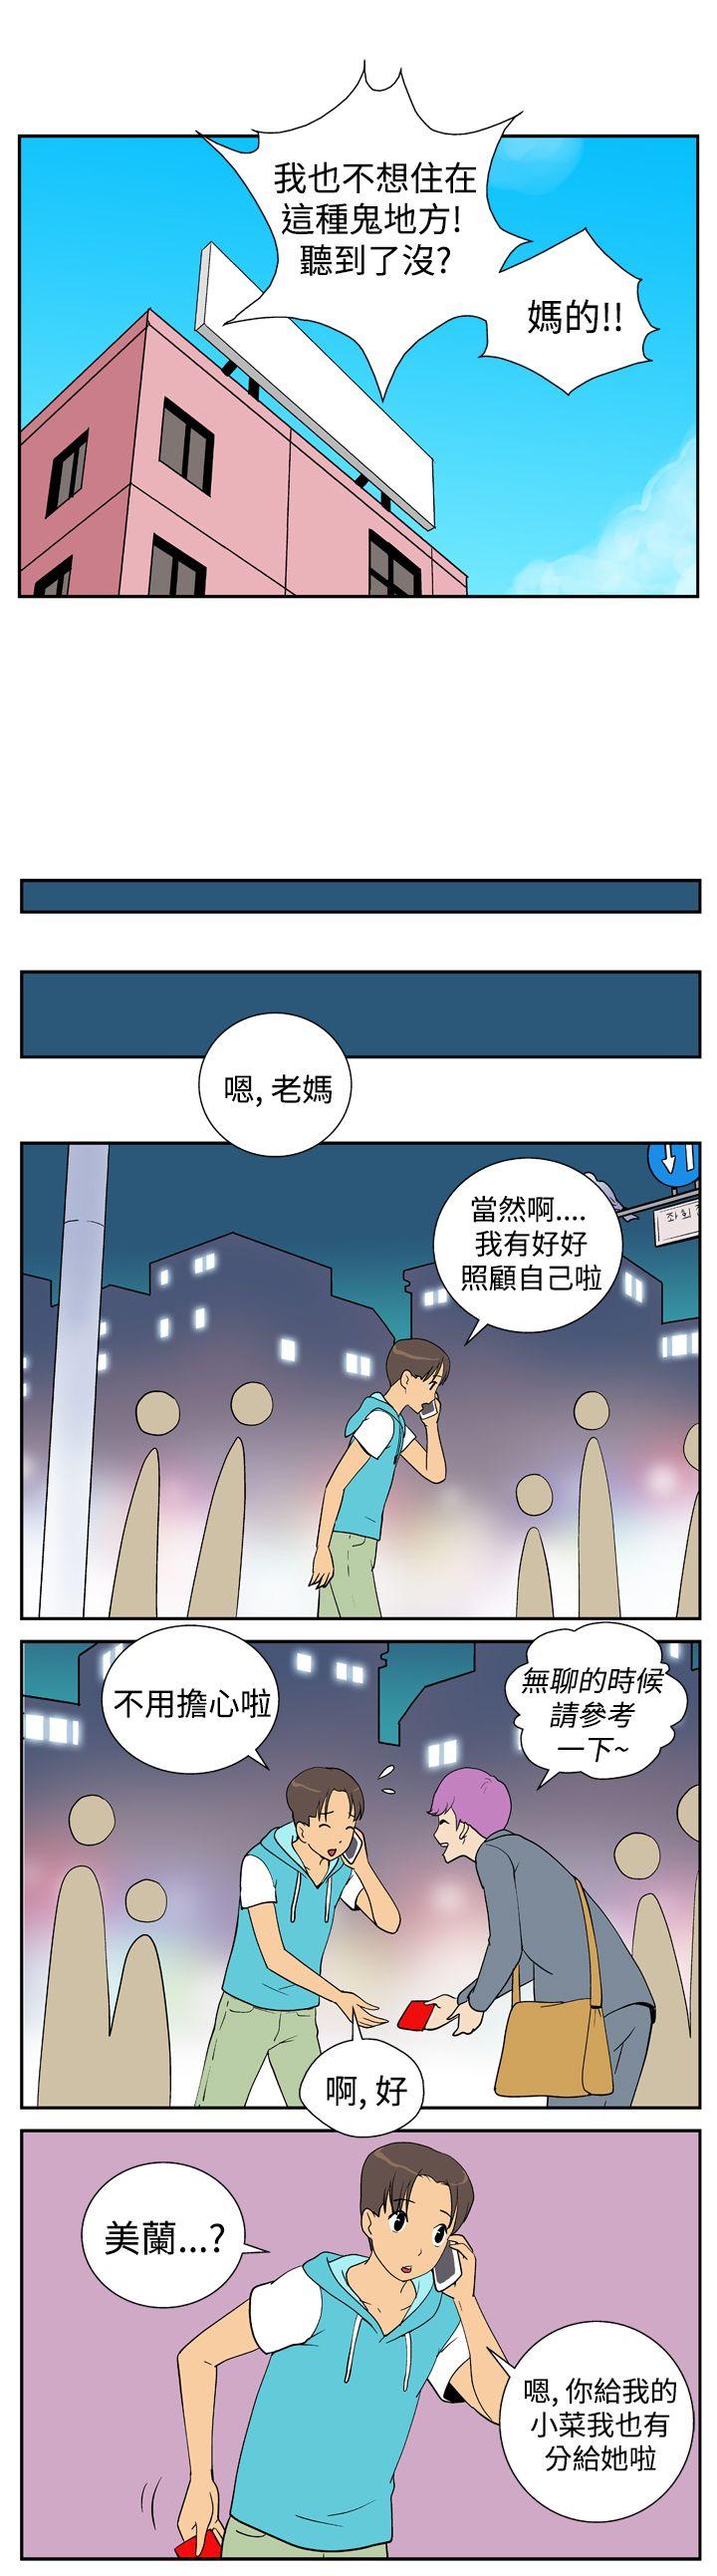 我也不想住在
這種鬼地方!
聽到了沒?
媽的!!
嗯, 老媽
當然啊....
我有好好
照顧自己啦
좌회
不用擔心啦
無聊的時候
請參考
一下~
啊, 好
美蘭...?
嗯, 你給我的
小菜我也有
分給她啦